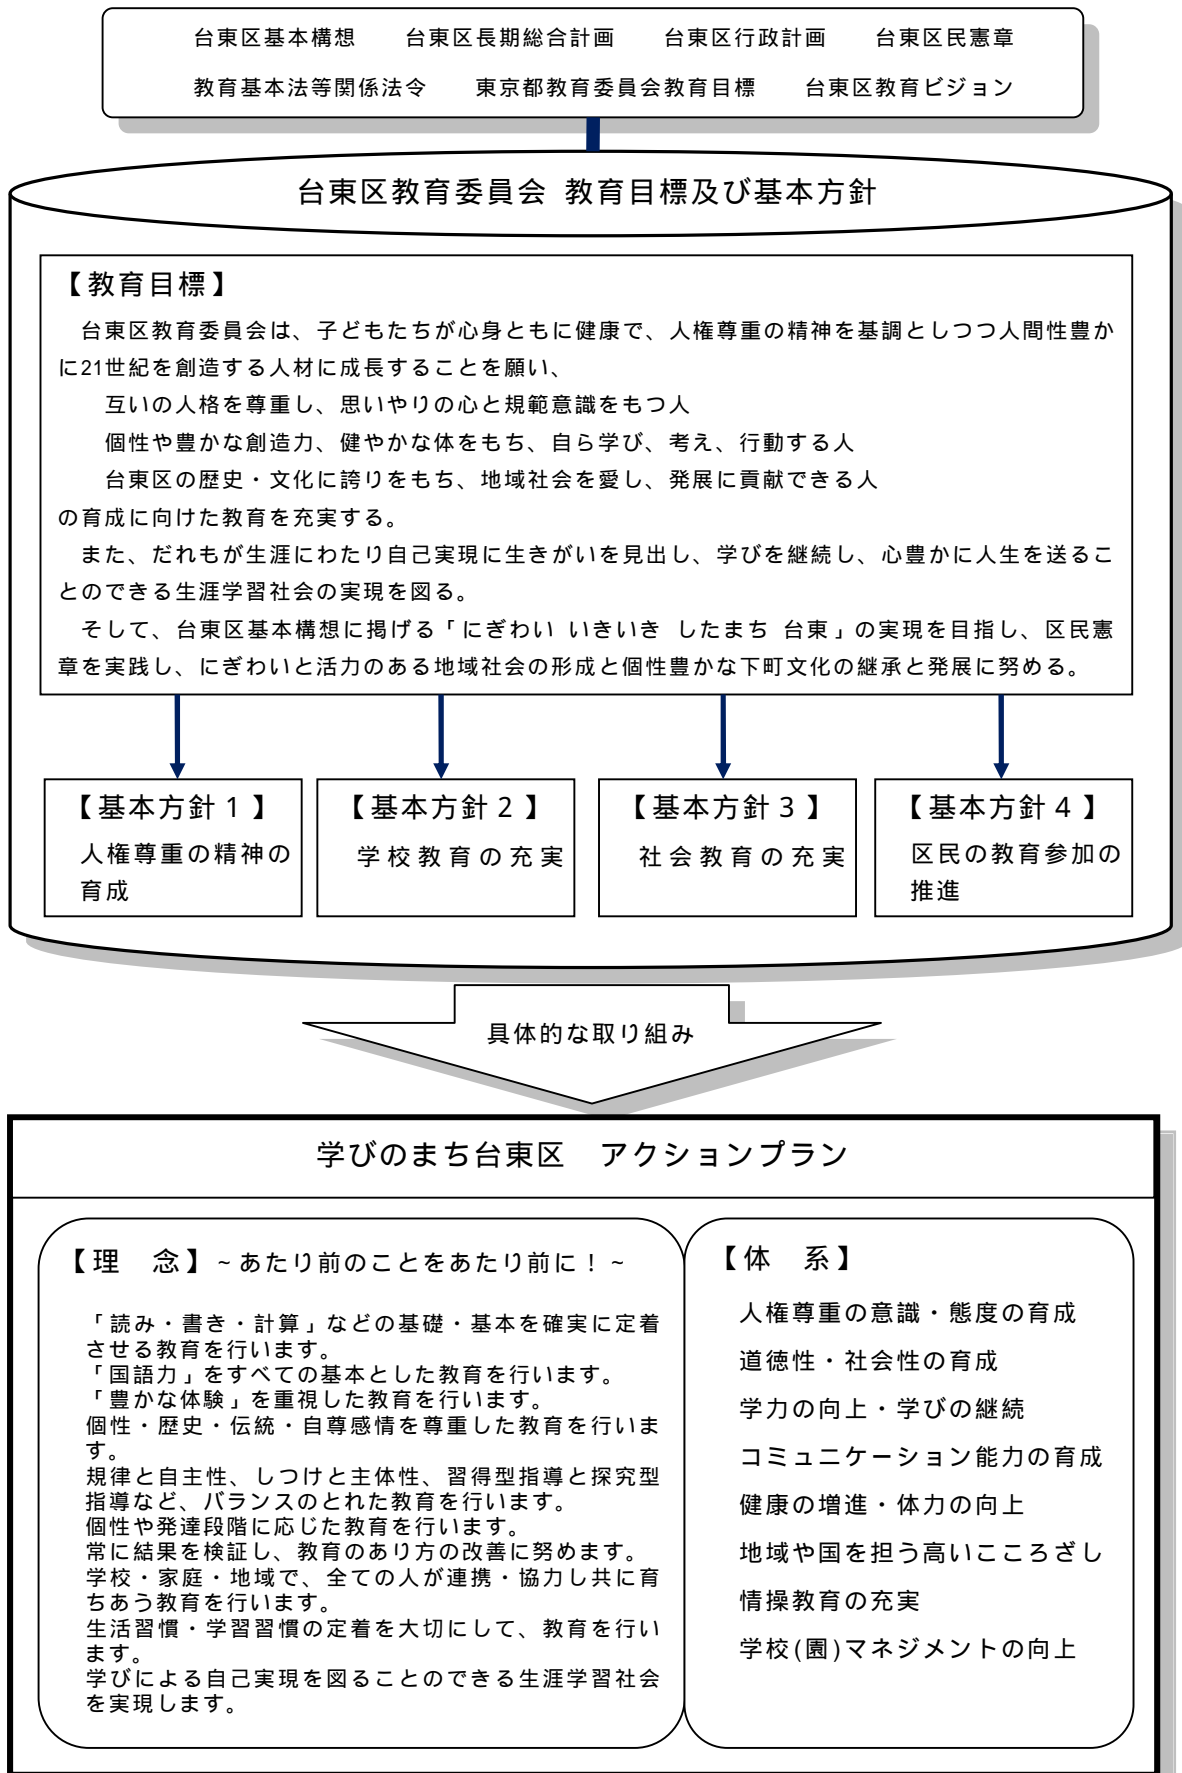 台東区基本構想　台東区長期総合計画　台東区行政計画　台東区民憲章
教育基本法等関係法令　東京都教育委員会教育目標　台東区教育ビジョン
台東区教育委員会 教育目標及び基本方針
【教育目標】
台東区教育委員会は、子どもたちが心身ともに健康で、人権尊重の精神を基調としつつ人間性豊か
に21世紀を創造する人材に成長することを願い、
互いの人格を尊重し、思いやりの心と規範意識をもつ人
個性や豊かな創造力、健やかな体をもち、自ら学び、考え、行動する人
台東区の歴史・文化に誇りをもち、地域社会を愛し、発展に貢献できる人
の育成に向けた教育を充実する。
また、だれもが生涯にわたり自己実現に生きがいを見出し、学びを継続し、心豊かに人生を送るこ
とのできる生涯学習社会の実現を図る。
そして、台東区基本構想に掲げる「にぎわい いきいき したまち 台東」の実現を目指し、区民憲
章を実践し、にぎわいと活力のある地域社会の形成と個性豊かな下町文化の継承と発展に努める。
【基本方針１】
人権尊重の精神の
育成
【基本方針２】
学校教育の充実
【基本方針３】
社会教育の充実
【基本方針４】
区民の教育参加の
推進
具体的な取り組み
学びのまち台東区　アクションプラン
【理　念】~あたり前のことをあたり前に！~
「読み・書き・計算」などの基礎・基本を確実に定着
させる教育を行います。
「国語力」をすべての基本とした教育を行います。
「豊かな体験」を重視した教育を行います。
個性・歴史・伝統・自尊感情を尊重した教育を行いま
す。
規律と自主性、しつけと主体性、習得型指導と探究型
指導など、バランスのとれた教育を行います。
個性や発達段階に応じた教育を行います。
常に結果を検証し、教育のあり方の改善に努めます。
学校・家庭・地域で、全ての人が連携・協力し共に育
ちあう教育を行います。
生活習慣・学習習慣の定着を大切にして、教育を行い
ます。
学びによる自己実現を図ることのできる生涯学習社会
を実現します。
【体　系】
人権尊重の意識・態度の育成
道徳性・社会性の育成
学力の向上・学びの継続
コミュニケーション能力の育成
健康の増進・体力の向上
地域や国を担う高いこころざし
情操教育の充実
学校(園)マネジメントの向上